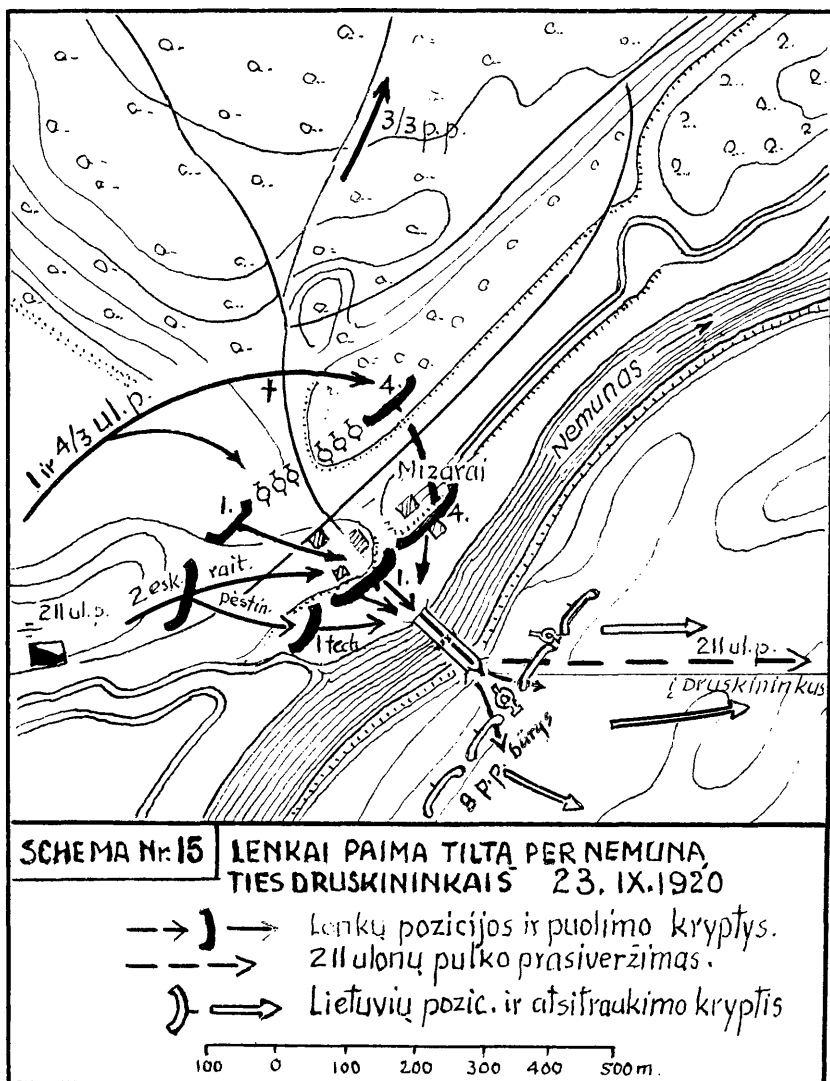 3/3 p.p.
1 ir 4/3 ul.p.
4.
Nemunas
Mizarai
1.
4.
2 esk.
rait.
pėstin.
211 ul.p.
1.
1 tech.
211 ul.p.
į Druskininkus
8 p.p. būrys
SCHEMA Nr. 15
LENKAI PAIMA TILTĄ PER NEMUNĄ
TIES DRUSKININKAIS 23. IX. 1920
Lenkų pozicijos ir puolimo kryptys.
211 ulonų pulko prasiveržimas.
Lietuvių pozic. ir atsitraukimo kryptis
100 0 100 200 300 400 500 m.